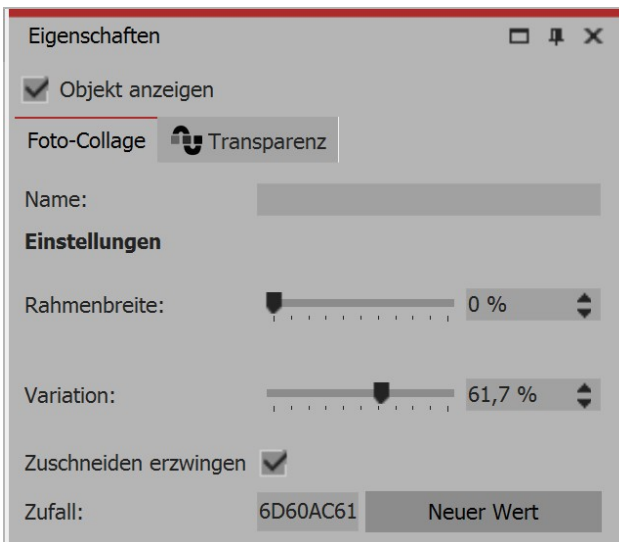 Eigenschaften
Objekt anzeigen
Foto-Collage Transparenz
Name:
Einstellungen
Rahmenbreite: 0 %
Variation: 61,7 %
Zuschneiden erzwingen
Zufall: 6D60AC61 Neuer Wert